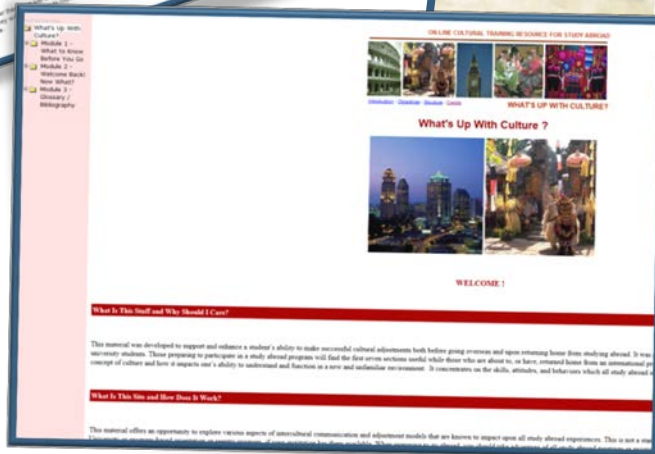 What's Up With
Culture?
Module 1 -
What to Know
Before You Go
Module 2 -
Welcome Back!
Now What?
Module 3 -
Glossary /
Bibliography
ON-LINE CULTURAL TRAINING RESOURCE FOR STUDY ABROAD
WHAT'S UP WITH CULTURE?
What's Up With Culture ?
WELCOME !
What Is This Stuff and Why Should I Care?
This material was developed to support and enhance a student's ability to make successful cultural adjustments both before going overseas and upon returning home from studying abroad. It was
university students. Those preparing to participate in a study abroad program will find the first seven sections useful while those who are about to, or have, returned home from an international
concept of culture and how it impacts one's ability to understand and function in a new and unfamiliar environment. It concentrates on the skills, attitudes, and behaviors which all study abroad
What Is This Site and How Does It Work?
This material offers an opportunity to explore various aspects of intercultural communication and adjustment models that are known to impact upon all study abroad experiences. This is not a